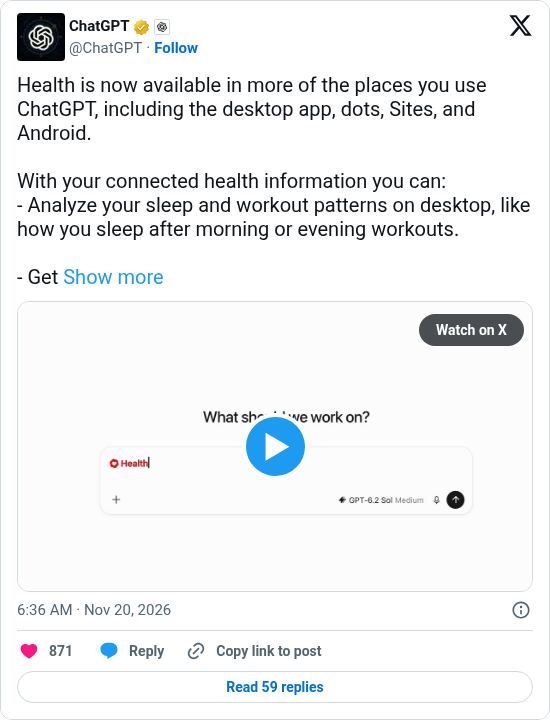 ChatGPT
@ChatGPT · Follow
Health is now available in more of the places you use
ChatGPT, including the desktop app, dots, Sites, and
Android.
With your connected health information you can:
- Analyze your sleep and workout patterns on desktop, like
how you sleep after morning or evening workouts.
- Get Show more
Watch on X
What should we work on?
Health
+
GPT-6.2 Sol Medium
6:36 AM · Nov 20, 2026
871 Reply Copy link to post
Read 59 replies